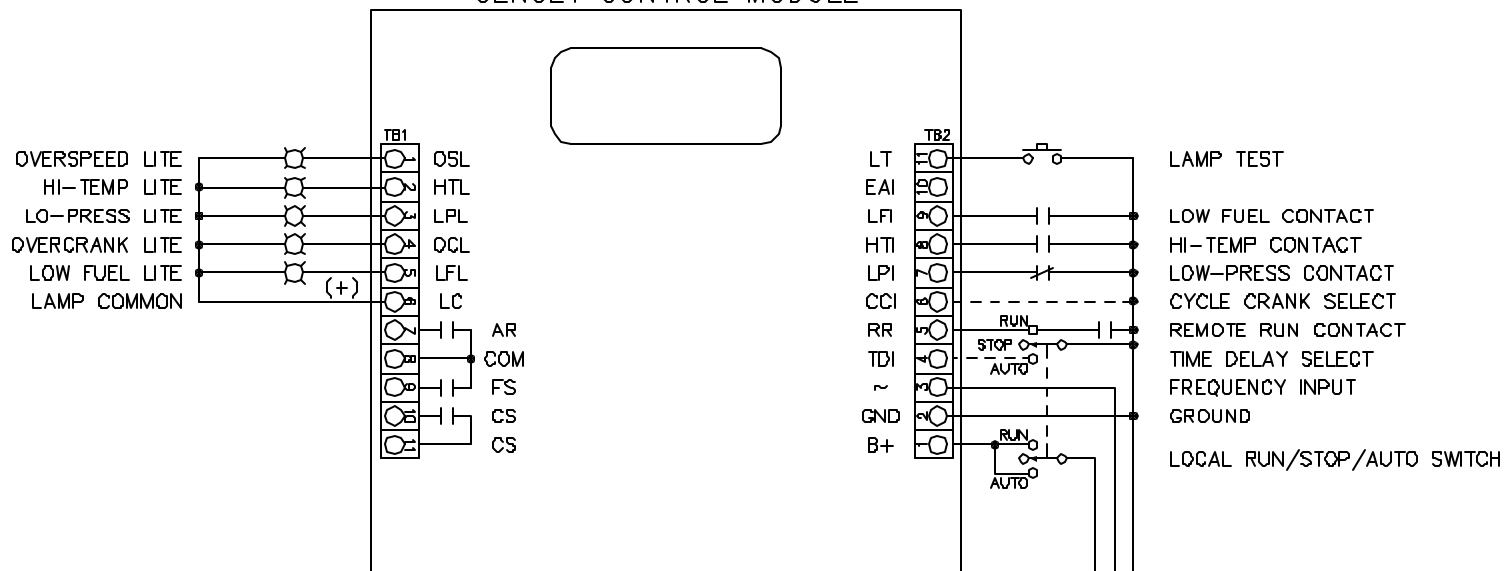 GENSET CONTROL MODULE
TB1
TB2
OVERSPEED LITE 1 OSL LT 11 LAMP TEST
HI-TEMP LITE 2 HTL EAI 10
LO-PRESS LITE 3 LPL LFI 9 LOW FUEL CONTACT
OVERCRANK LITE 4 OCL HTI 8 HI-TEMP CONTACT
LOW FUEL LITE 5 LFL LPI 7 LOW-PRESS CONTACT
LAMP COMMON (+) 6 LC CCI 6 CYCLE CRANK SELECT
7 AR RR 5 RUN REMOTE RUN CONTACT
STOP
8 COM TDI 4 AUTO TIME DELAY SELECT
9 FS ~ 3 FREQUENCY INPUT
10 CS GND 2 GROUND
11 CS B+ 1 RUN
LOCAL RUN/STOP/AUTO SWITCH
AUTO